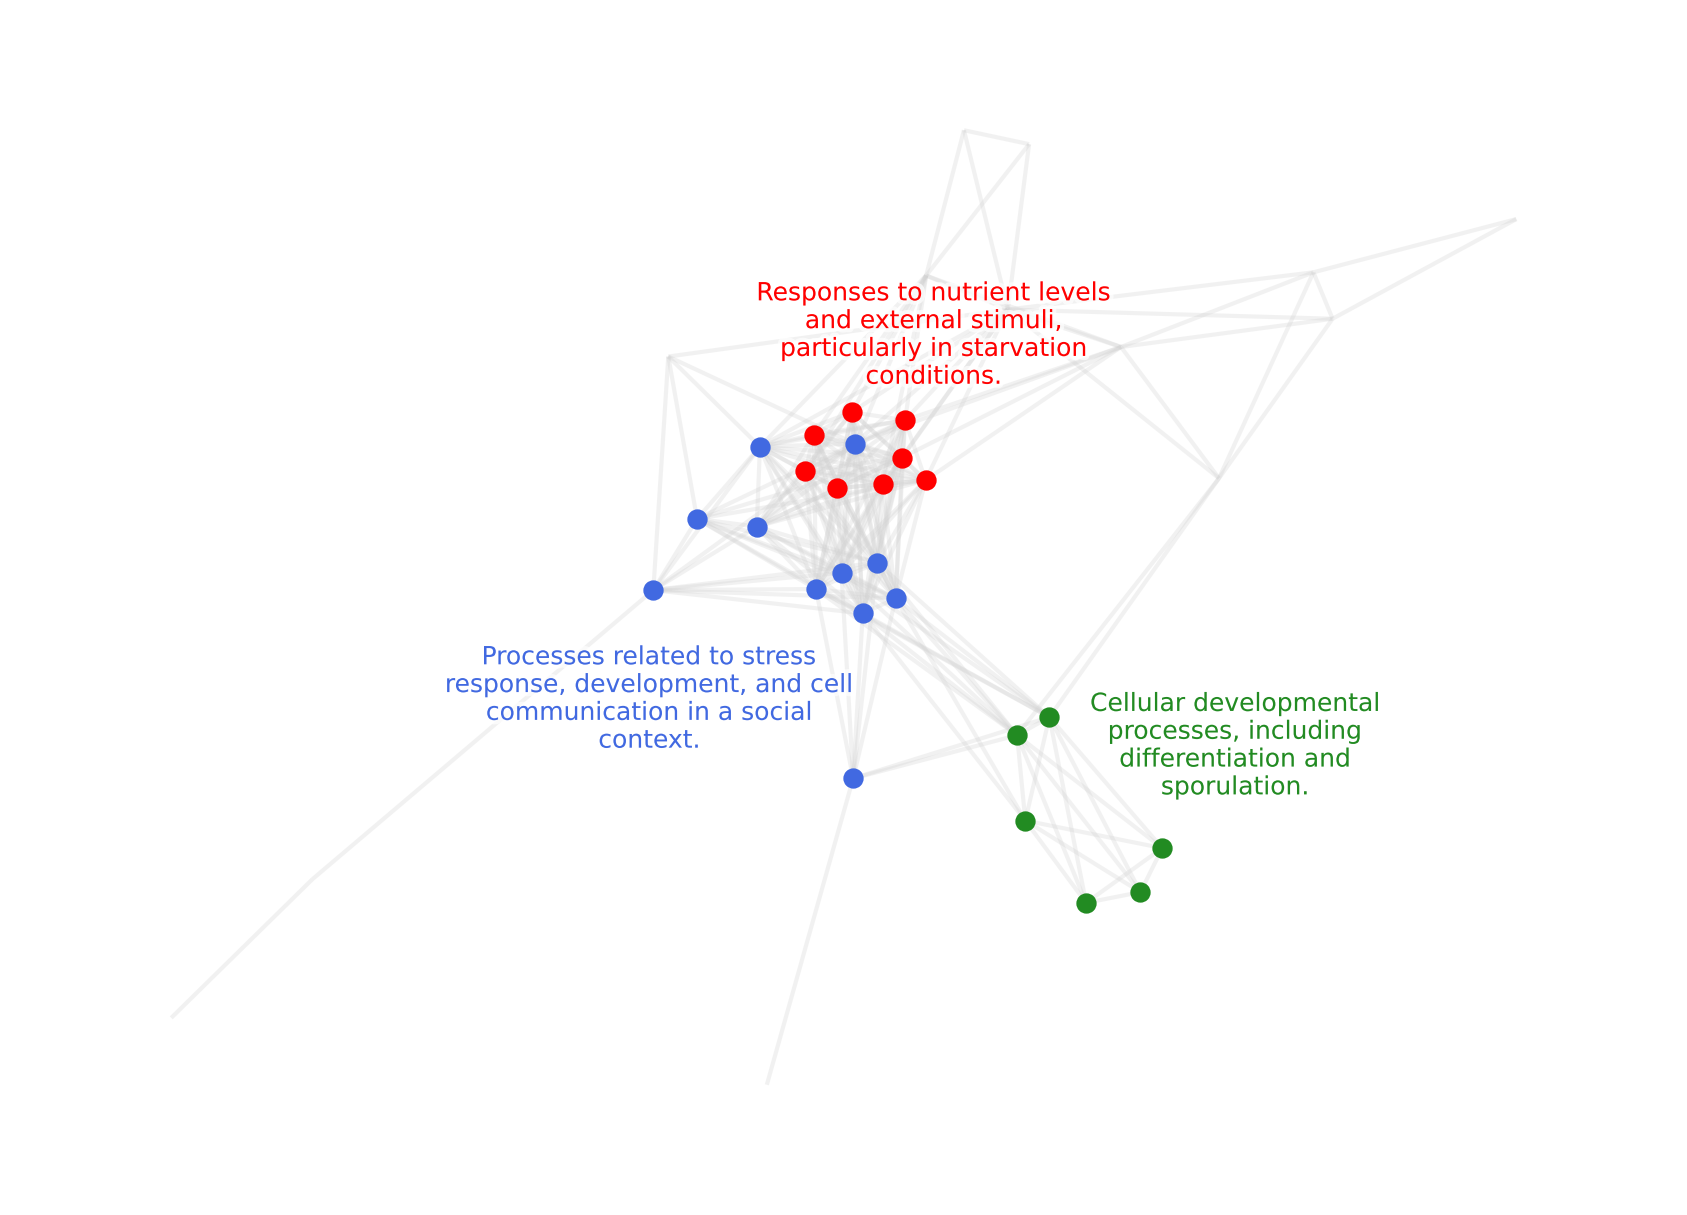 Responses to nutrient levels
and external stimuli,
particularly in starvation
conditions.
Processes related to stress
response, development, and cell
communication in a social
context.
Cellular developmental
processes, including
differentiation and
sporulation.